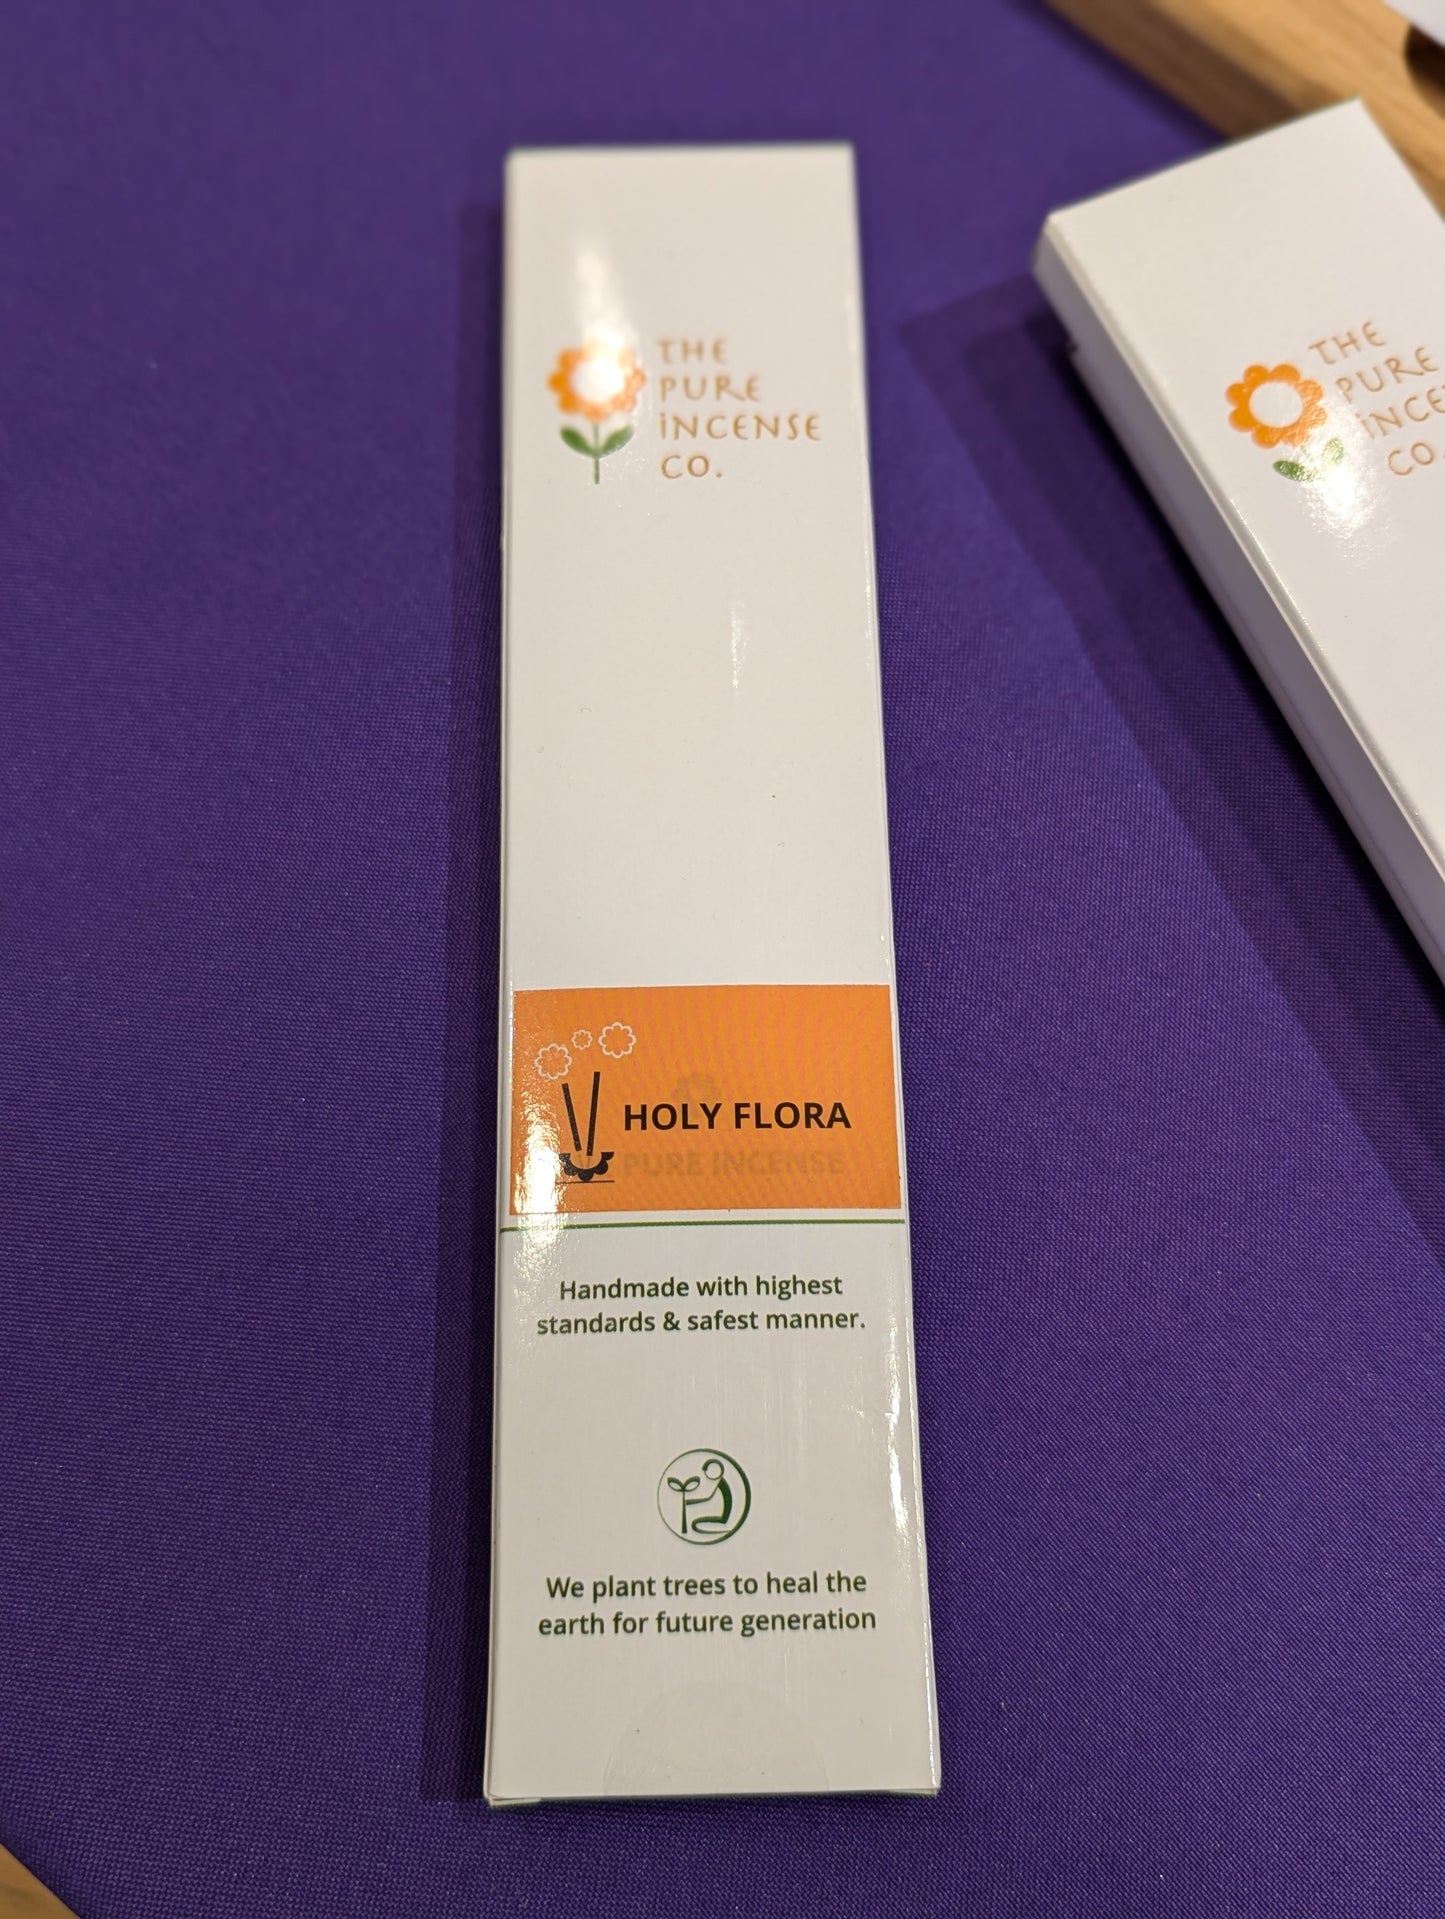 THE
PURE
INCENSE
CO.
HOLY FLORA
PURE INCENSE
Handmade with highest
standards & safest manner.
We plant trees to heal the
earth for future generation
THE
PURE
CO.